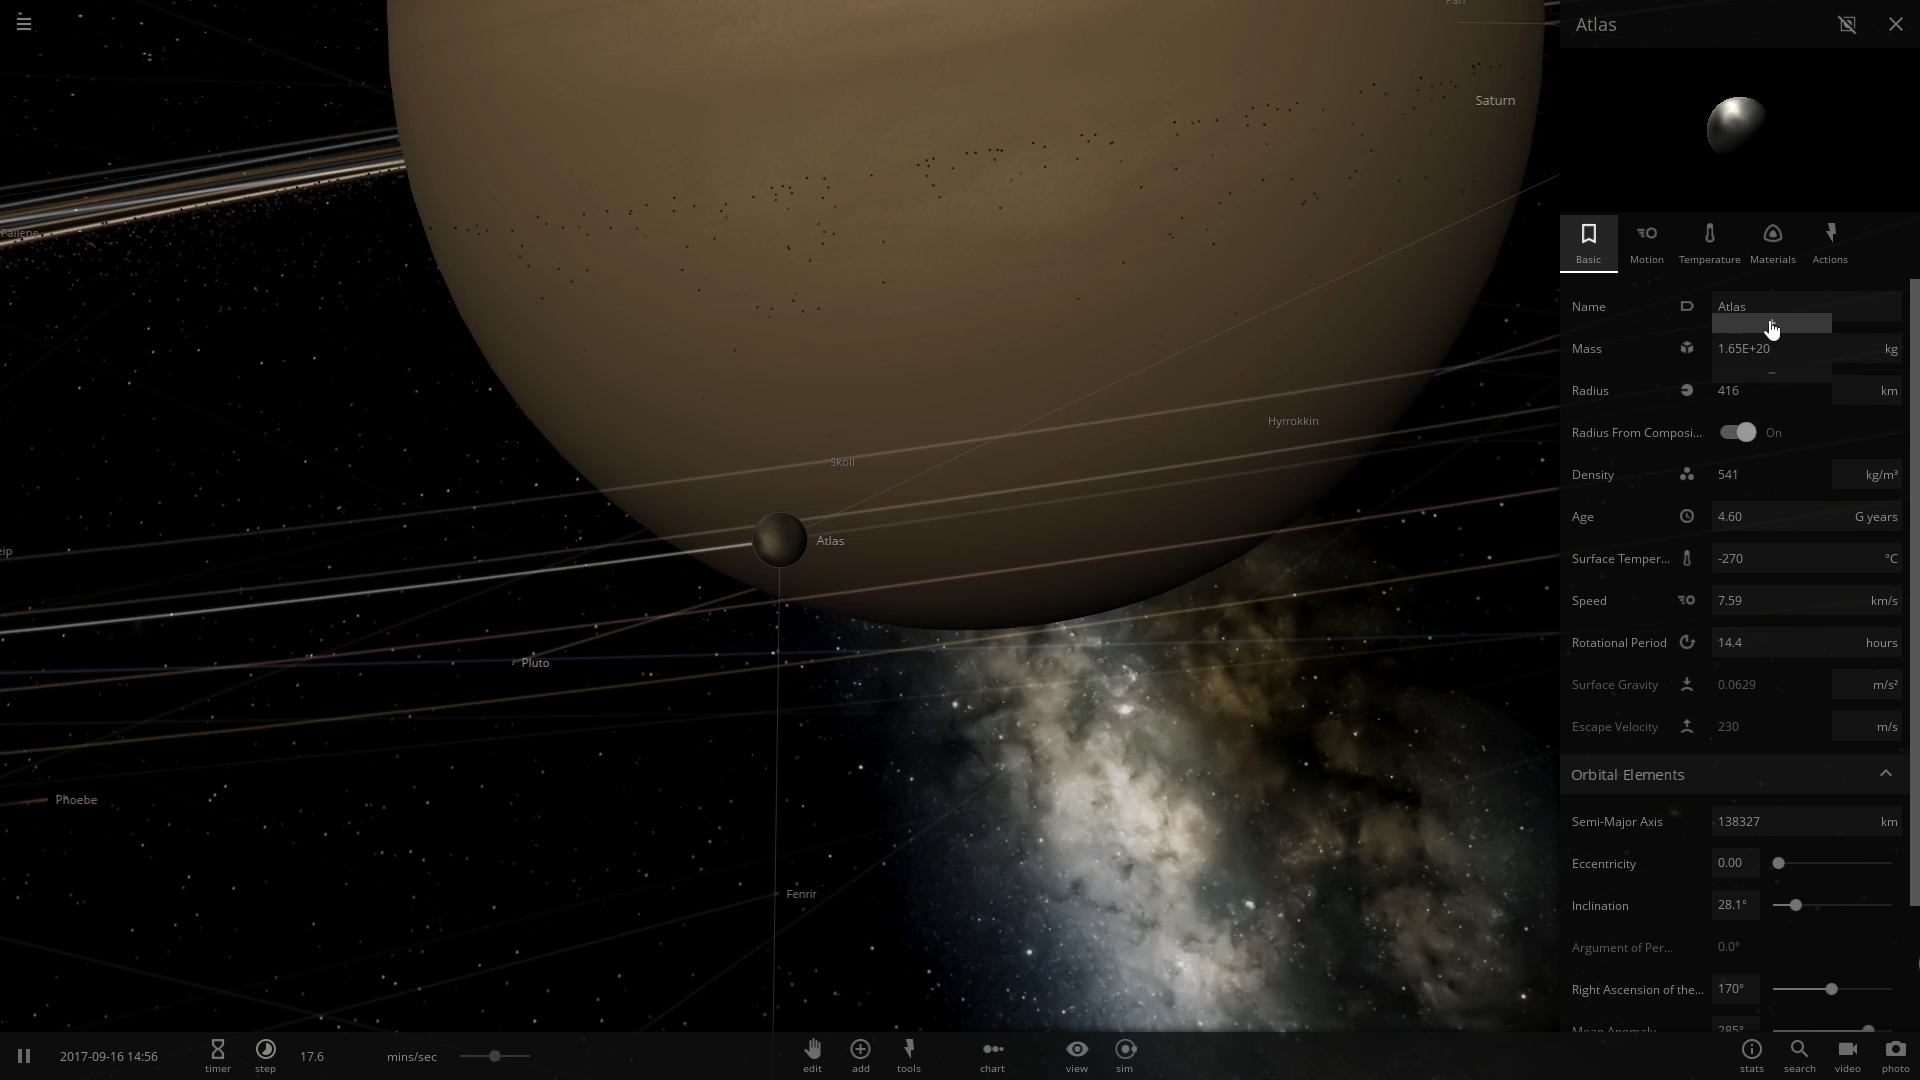 Pan
Atlas
Saturn
Pallene
Basic
Motion
Temperature
Materials
Actions
Name Atlas
Mass 1.65E+20 kg
Radius 416 km
Hyrrokkin
Radius From Composi... On
Skoll
Density 541 kg/m³
Age 4.60 G years
Atlas
eip
Surface Temper... -270 °C
Speed 7.59 km/s
Rotational Period 14.4 hours
Pluto
Surface Gravity 0.0629 m/s²
Escape Velocity 230 m/s
Orbital Elements
Phoebe
Semi-Major Axis 138327 km
Eccentricity 0.00
Fenrir
Inclination 28.1°
Argument of Per... 0.0°
Right Ascension of the... 170°
Mean Anomaly 285°
2017-09-16 14:56
timer
step
17.6 mins/sec
edit
add
tools
chart
view
sim
stats
search
video
photo